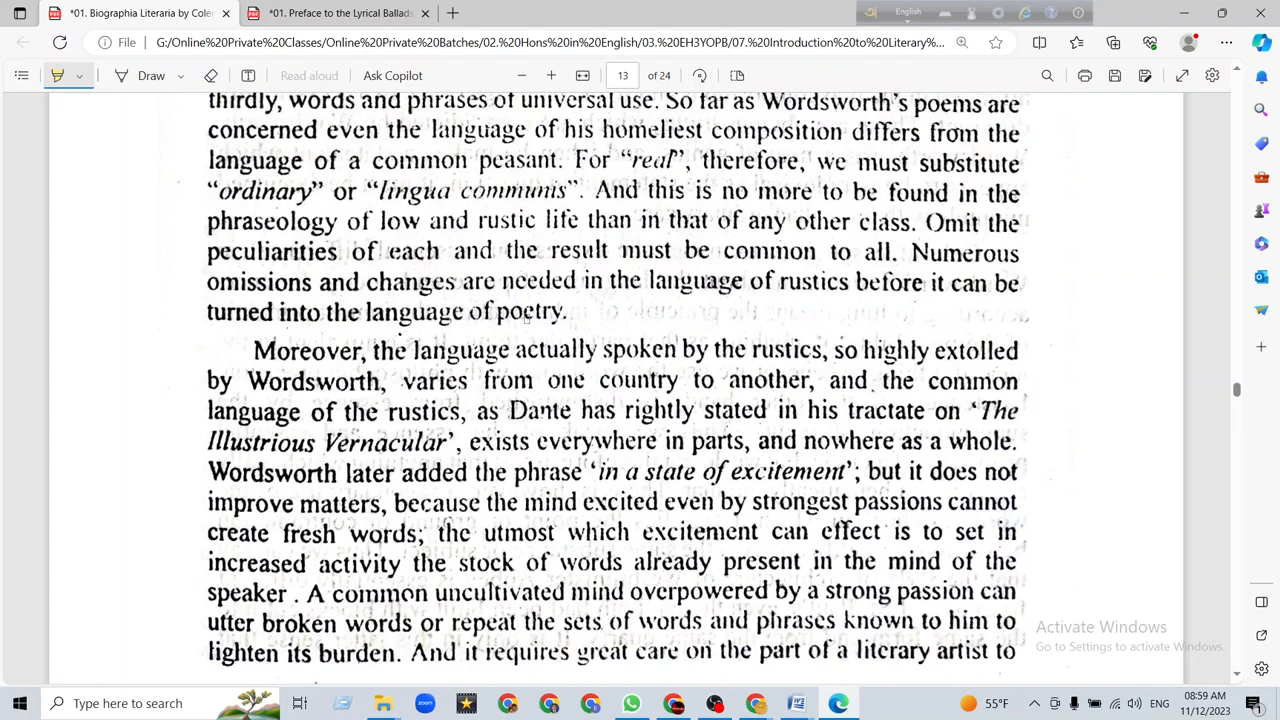 *01. Biographia Literaria by Coler
*01. Preface to the Lyrical Ballads
English
File
G:/Online%20Private%20Classes/Online%20Private%20Batches/02.%20Hons%20in%20English/03.%20EH3YOPB/07.%20Introduction%20to%20Literary%...
Draw
Read aloud
Ask Copilot
13 of 24
thirdly, words and phrases of universal use. So far as Wordsworth's poems are
concerned even the language of his homeliest composition differs from the
language of a common peasant. For "real", therefore, we must substitute
"ordinary" or "lingua communis". And this is no more to be found in the
phraseology of low and rustic life than in that of any other class. Omit the
peculiarities of each and the result must be common to all. Numerous
omissions and changes are needed in the language of rustics before it can be
turned into the language of poetry.
Moreover, the language actually spoken by the rustics, so highly extolled
by Wordsworth, varies from one country to another, and the common
language of the rustics, as Dante has rightly stated in his tractate on 'The
Illustrious Vernacular', exists everywhere in parts, and nowhere as a whole.
Wordsworth later added the phrase 'in a state of excitement'; but it does not
improve matters, because the mind excited even by strongest passions cannot
create fresh words; the utmost which excitement can effect is to set in
increased activity the stock of words already present in the mind of the
speaker . A common uncultivated mind overpowered by a strong passion can
utter broken words or repeat the sets of words and phrases known to him to
lighten its burden. And it requires great care on the part of a literary artist to
Activate Windows
Go to Settings to activate Windows.
Type here to search
zoom
55°F
ENG
08:59 AM
11/12/2023